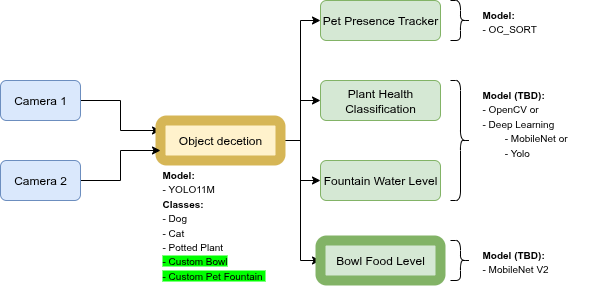 Camera 1
Camera 2
Object decetion
Model:
- YOLO11M
Classes:
- Dog
- Cat
- Potted Plant
- Custom Bowl
- Custom Pet Fountain
Pet Presence Tracker
Model:
- OC_SORT
Plant Health
Classification
Fountain Water Level
Model (TBD):
- OpenCV or
- Deep Learning
- MobileNet or
- Yolo
Bowl Food Level
Model (TBD):
- MobileNet V2